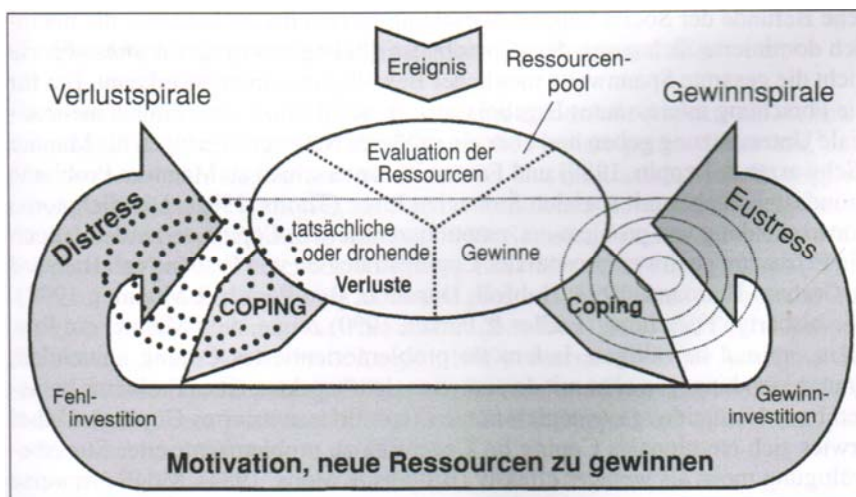 Ereignis
Ressourcen-
pool
Verlustspirale
Gewinnspirale
Evaluation der
Ressourcen
Distress
Eustress
tatsächliche
oder drohende
Verluste
Gewinne
COPING
Coping
Fehl-
investition
Gewinn-
investition
Motivation, neue Ressourcen zu gewinnen